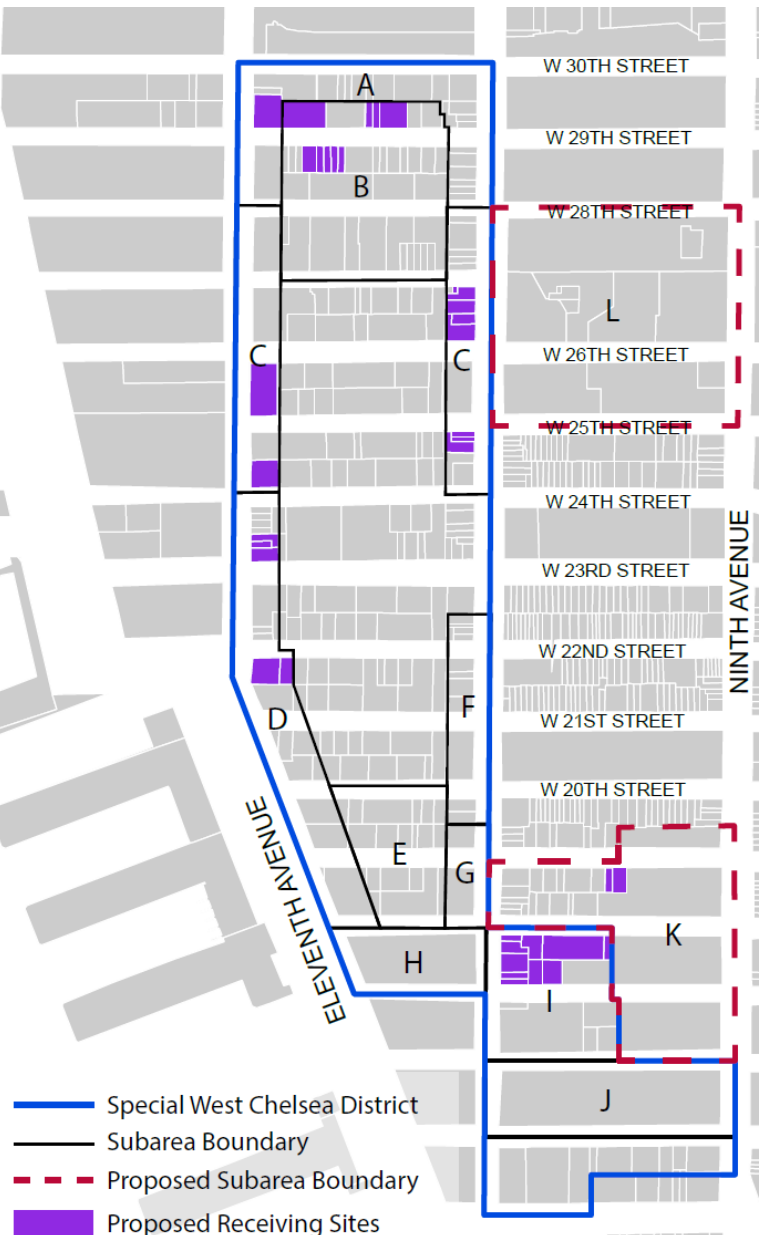 W 30TH STREET
A
W 29TH STREET
B
W 28TH STREET
L
C
C
W 26TH STREET
W 25TH STREET
W 24TH STREET
NINTH AVENUE
W 23RD STREET
W 22ND STREET
F
D
W 21ST STREET
W 20TH STREET
ELEVENTH AVENUE
E
G
K
H
I
J
Special West Chelsea District
Subarea Boundary
Proposed Subarea Boundary
Proposed Receiving Sites